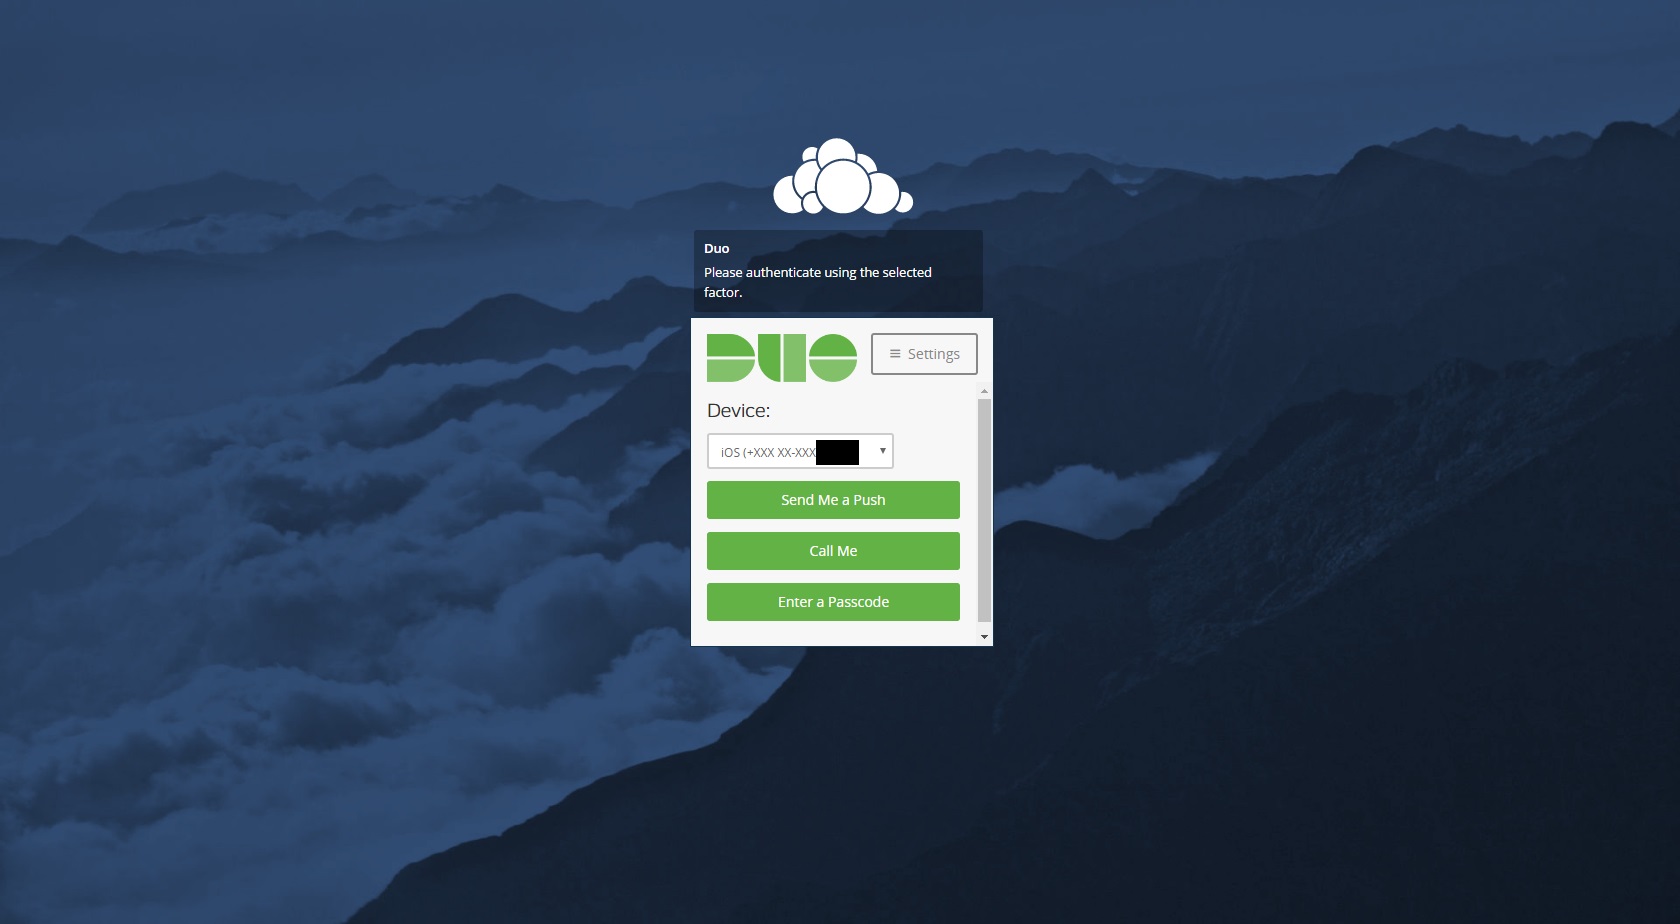 Duo
Please authenticate using the selected
factor.
DUO
Settings
Device:
iOS (+XXX XX-XXX
Send Me a Push
Call Me
Enter a Passcode